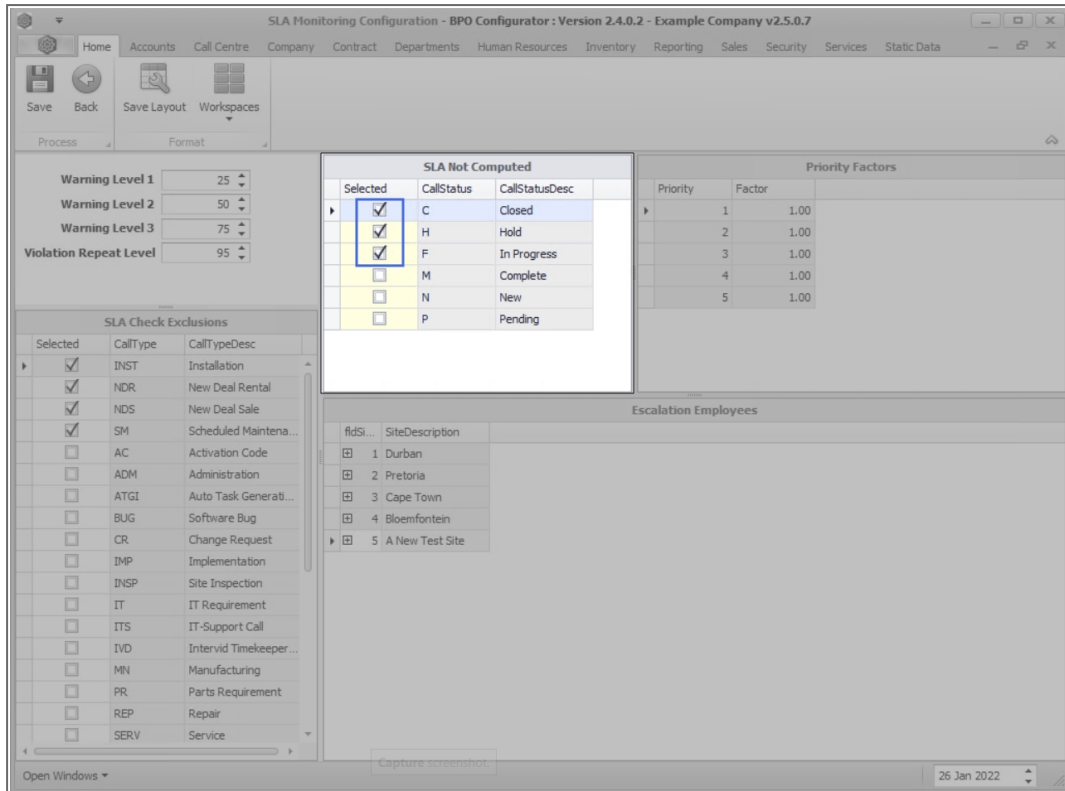 SLA Monitoring Configuration - BPO Configurator : Version 2.4.0.2 - Example Company v2.5.0.7
Home Accounts Call Centre Company Contract Departments Human Resources Inventory Reporting Sales Security Services Static Data
Save Back Save Layout Workspaces
Process Format
Warning Level 1 25
Warning Level 2 50
Warning Level 3 75
Violation Repeat Level 95
SLA Not Computed
Selected CallStatus CallStatusDesc
C Closed
H Hold
F In Progress
M Complete
N New
P Pending
Priority Factors
Priority Factor
1 1.00
2 1.00
3 1.00
4 1.00
5 1.00
SLA Check Exclusions
Selected CallType CallTypeDesc
INST Installation
NDR New Deal Rental
NDS New Deal Sale
SM Scheduled Maintena...
AC Activation Code
ADM Administration
ATGI Auto Task Generati...
BUG Software Bug
CR Change Request
IMP Implementation
INSP Site Inspection
IT IT Requirement
ITS IT-Support Call
IVD Intervid Timekeeper...
MN Manufacturing
PR Parts Requirement
REP Repair
SERV Service
Escalation Employees
fldSi... SiteDescription
1 Durban
2 Pretoria
3 Cape Town
4 Bloemfontein
5 A New Test Site
Capture screenshot.
Open Windows
26 Jan 2022